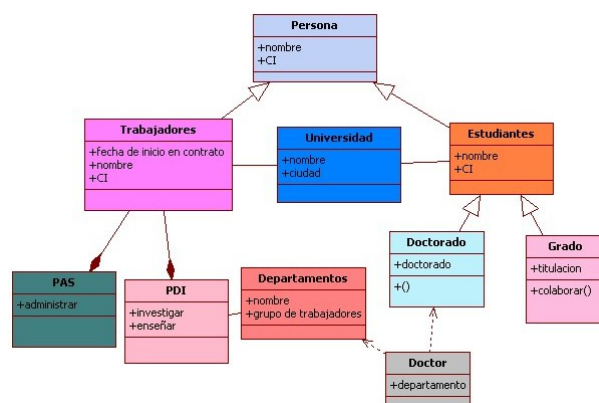 Persona
+nombre
+CI
Trabajadores
+fecha de inicio en contrato
+nombre
+CI
Universidad
+nombre
+ciudad
Estudiantes
+nombre
+CI
Doctorado
+doctorado
+()
Grado
+titulacion
+colaborar()
PAS
+administrar
PDI
+investigar
+enseñar
Departamentos
+nombre
+grupo de trabajadores
Doctor
+departamento